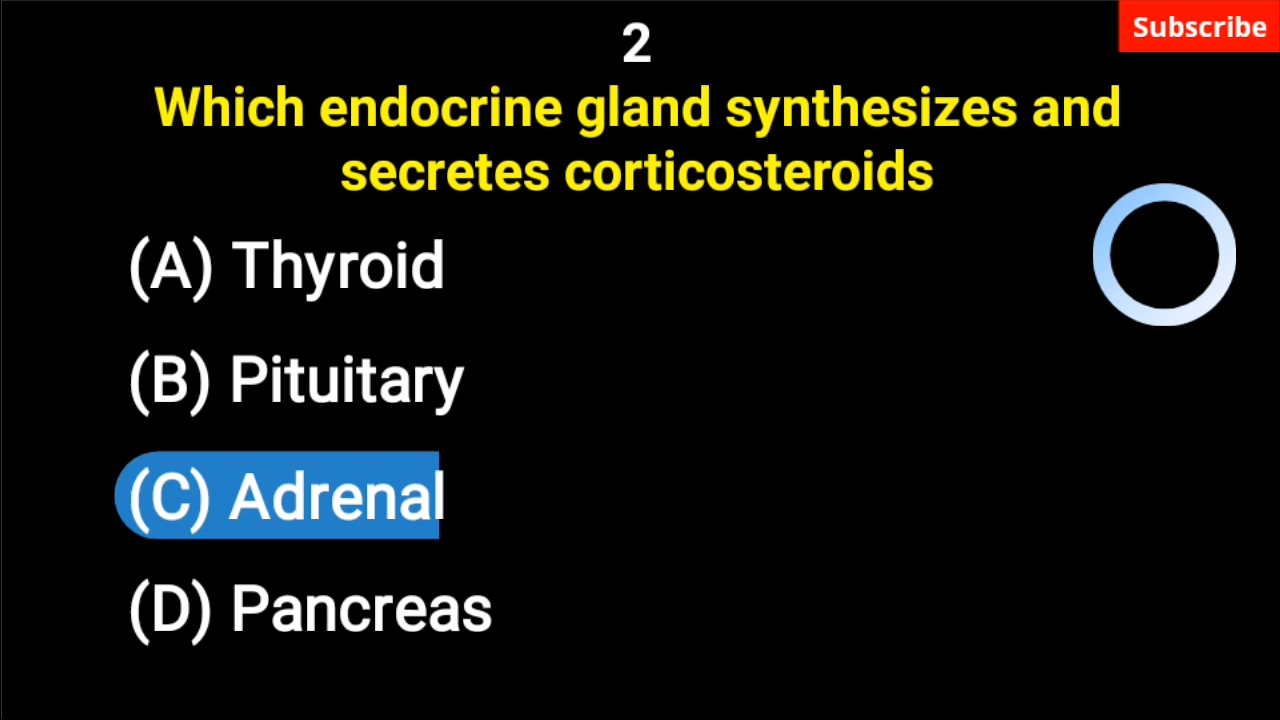 Subscribe
2
Which endocrine gland synthesizes and
secretes corticosteroids
(A) Thyroid
(B) Pituitary
(C) Adrenal
(D) Pancreas